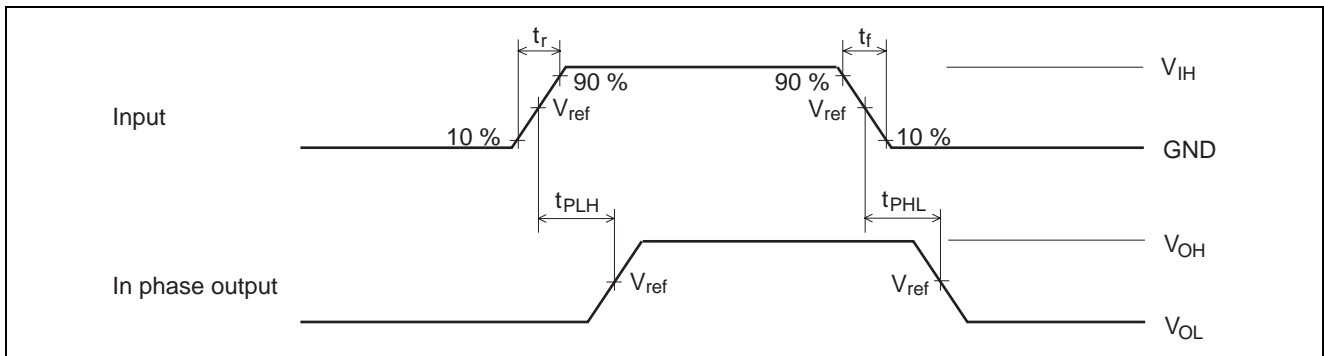 tr
tf
90 %
90 %
VIH
Input
Vref
Vref
10 %
10 %
GND
tPLH
tPHL
VOH
In phase output
Vref
Vref
VOL